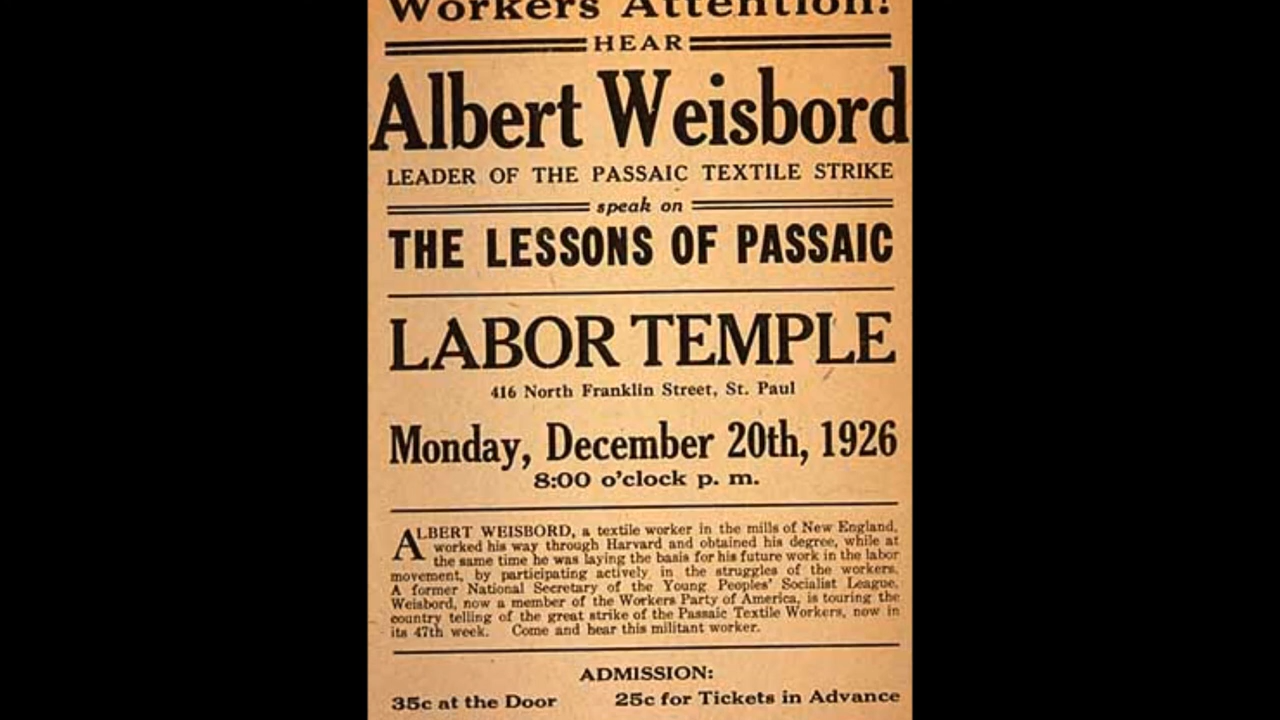 Workers Attention!
HEAR
Albert Weisbord
LEADER OF THE PASSAIC TEXTILE STRIKE
speak on
THE LESSONS OF PASSAIC
LABOR TEMPLE
416 North Franklin Street, St. Paul
Monday, December 20th, 1926
8:00 o'clock p. m.
ALBERT WEISBORD, a textile worker in the mills of New England,
worked his way through Harvard and obtained his degree, while at
the same time he was laying the basis for his future work in the labor
movement, by participating actively in the struggles of the workers.
A former National Secretary of the Young Peoples' Socialist League,
Weisbord, now a member of the Workers Party of America, is touring the
country telling of the great strike of the Passaic Textile Workers, now in
its 47th week. Come and hear this militant worker.
ADMISSION:
35c at the Door 25c for Tickets in Advance